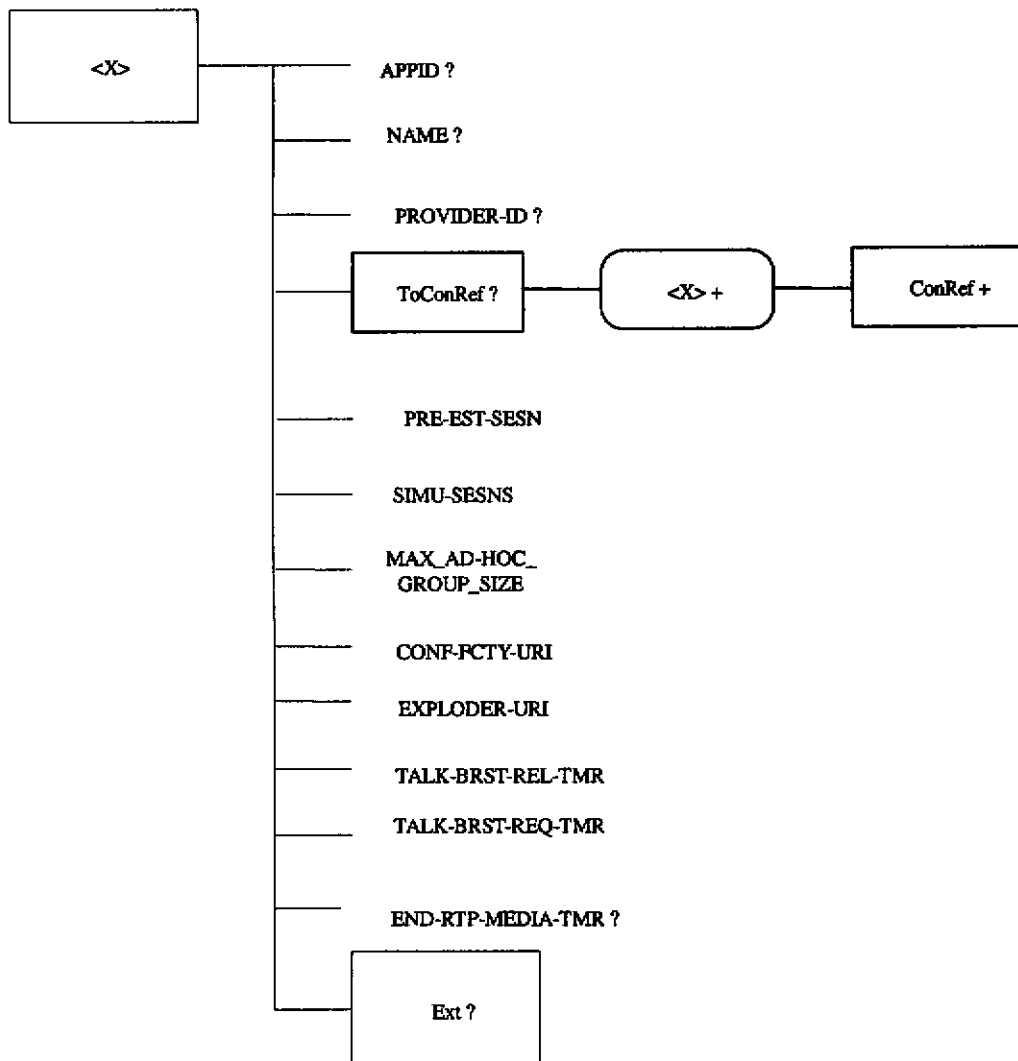 <X>
APPID ?
NAME ?
PROVIDER-ID ?
ToConRef ?
<X> +
ConRef +
PRE-EST-SESN
SIMU-SESNS
MAX_AD-HOC_
GROUP_SIZE
CONF-FCTY-URI
EXPLODER-URI
TALK-BRST-REL-TMR
TALK-BRST-REQ-TMR
END-RTP-MEDIA-TMR ?
Ext ?